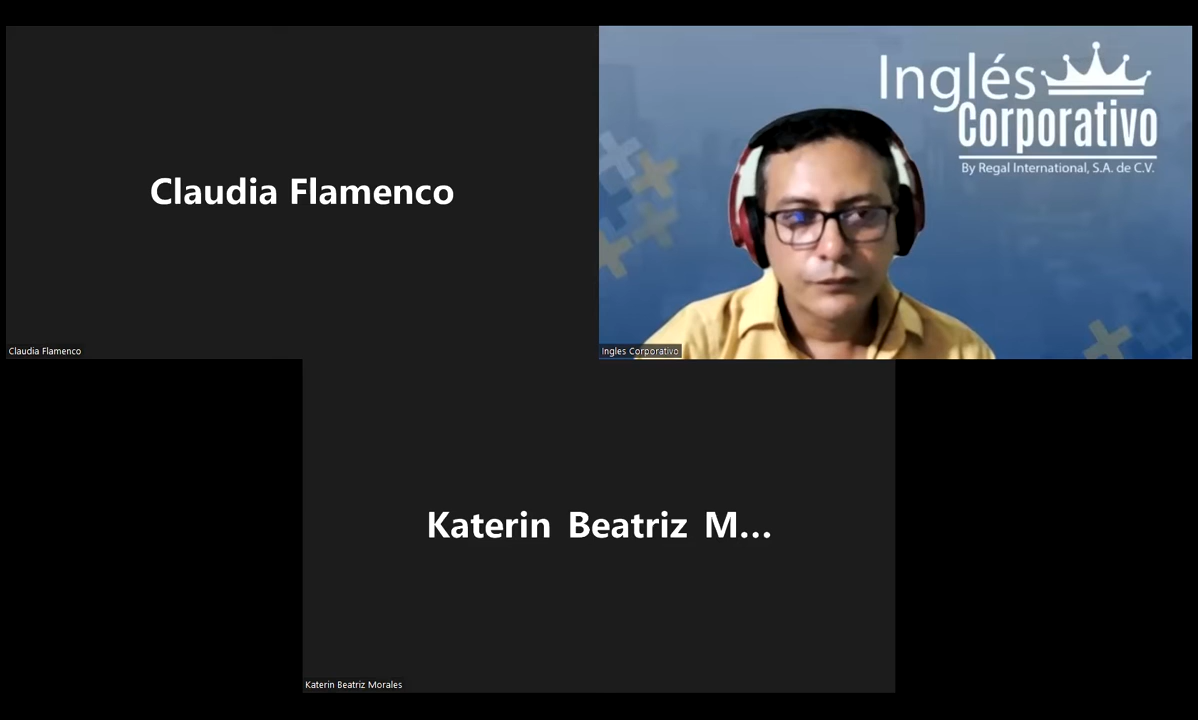 Claudia Flamenco
Claudia Flamenco
Inglés
Corporativo
By Regal International, S.A. de C.V.
Ingles Corporativo
Katerin Beatriz M...
Katerin Beatriz Morales